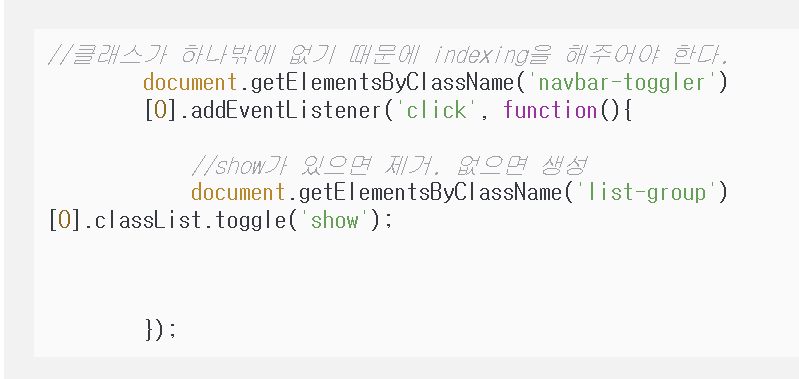 //클래스가 하나밖에 없기 때문에 indexing을 해주어야 한다.
document.getElementsByClassName('navbar-toggler')
[0].addEventListener('click', function(){
//show가 있으면 제거, 없으면 생성
document.getElementsByClassName('list-group')
[0].classList.toggle('show');
});